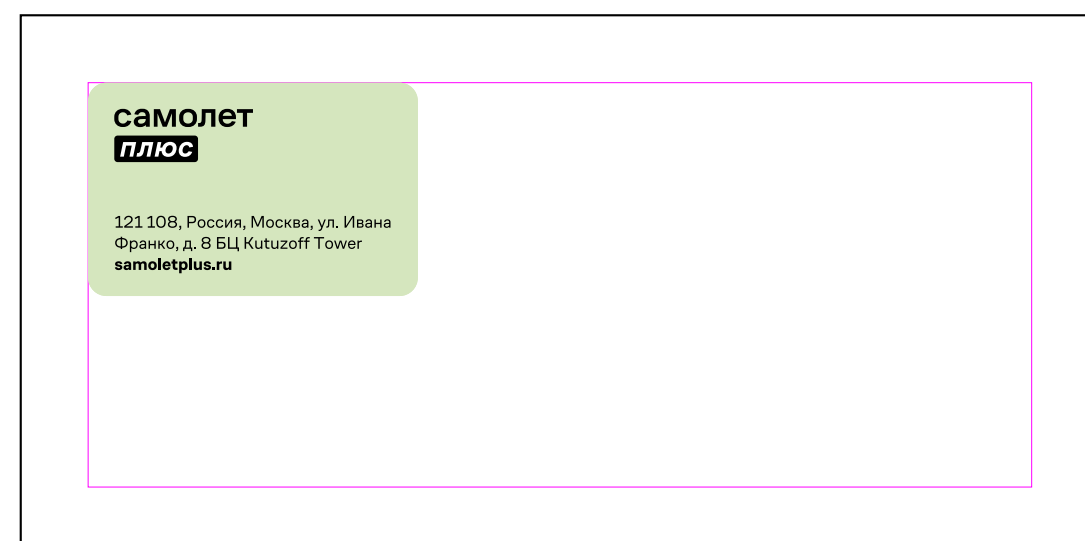 самолет
плюс
121 108, Россия, Москва, ул. Ивана
Франко, д. 8 БЦ Kutuzoff Tower
samoletplus.ru